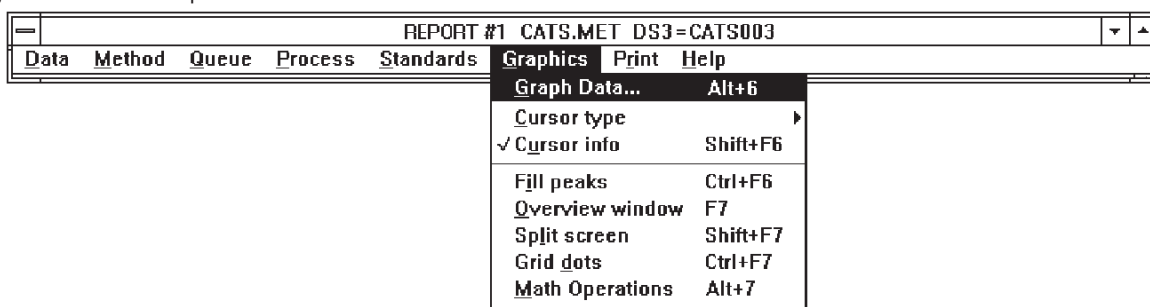 REPORT #1 CATS.MET DS3=CATS003
Data Method Queue Process Standards Graphics Print Help
Graph Data... Alt+6
Cursor type
√ Cursor info Shift+F6
Fill peaks Ctrl+F6
Overview window F7
Split screen Shift+F7
Grid dots Ctrl+F7
Math Operations Alt+7